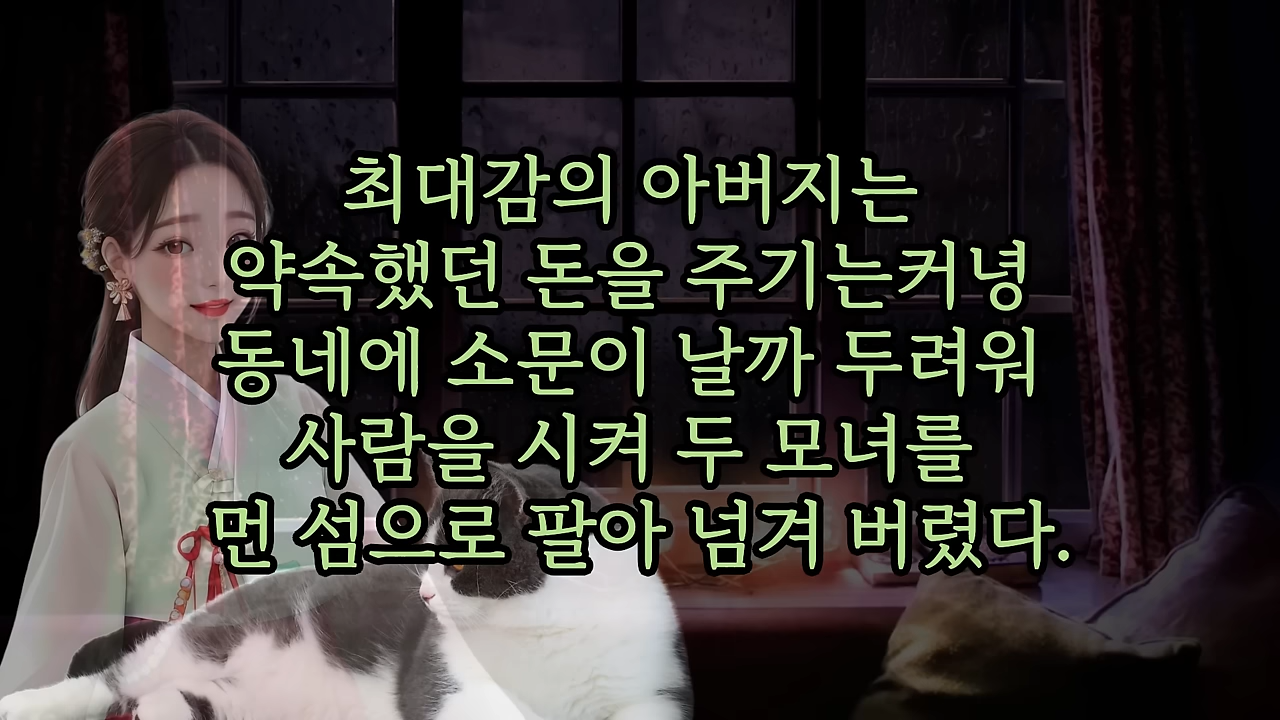 최대감의 아버지는
약속했던 돈을 주기는커녕
동네에 소문이 날까 두려워
사람을 시켜 두 모녀를
먼 섬으로 팔아 넘겨 버렸다.